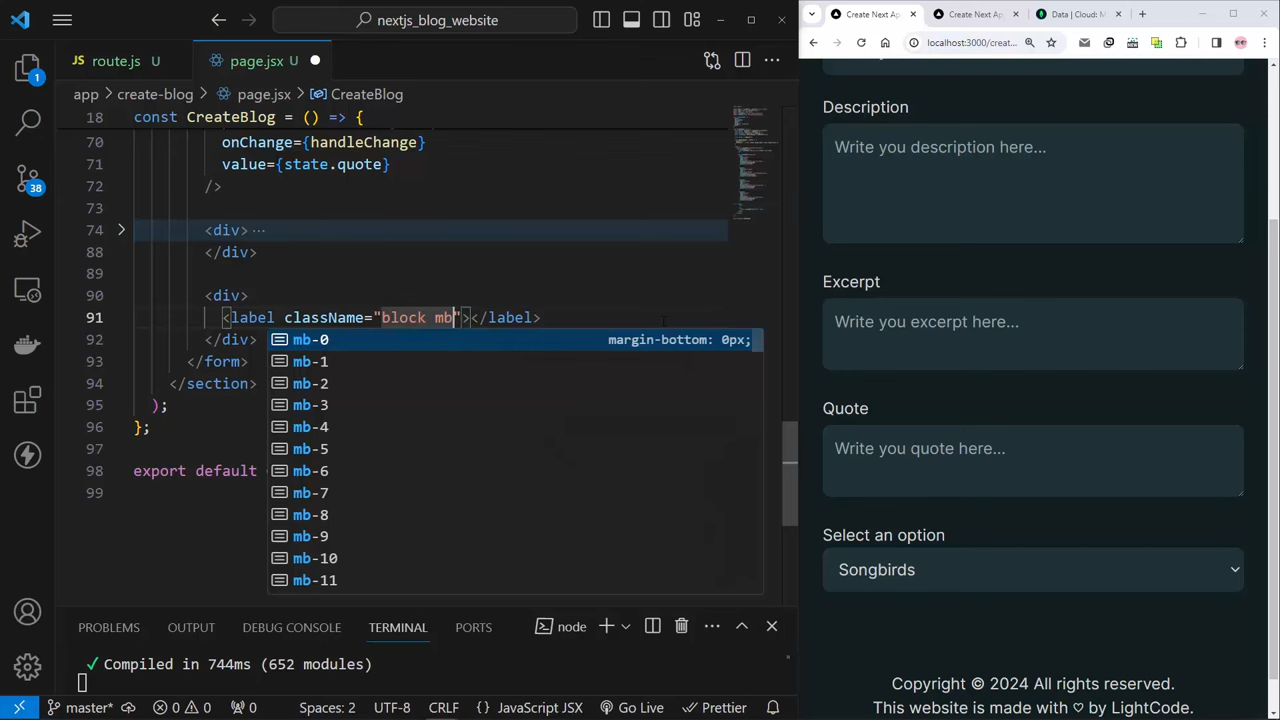 nextjs_blog_website
JS route.js U
page.jsx U
app > create-blog > page.jsx > CreateBlog
18 const CreateBlog = () => {
70 onChange={handleChange}
71 value={state.quote}
72 />
73
74 <div> ⋯
88 </div>
89
90 <div>
91 <label className="block mb"></label>
92 </div>
mb-0 margin-bottom: 0px;
93 </form>
mb-1
94 </section>
mb-2
95 );
mb-3
96 };
mb-4
97
mb-5
98 export default
mb-6
99
mb-7
mb-8
mb-9
mb-10
mb-11
1
38
PROBLEMS OUTPUT DEBUG CONSOLE TERMINAL PORTS
node
✓ Compiled in 744ms (652 modules)
master* 0 0 0 Spaces: 2 UTF-8 CRLF JavaScript JSX Go Live Prettier
Create Next Ap
Create Next Ap
Data | Cloud: M
localhost:3000/creat...
Description
Write you description here...
Excerpt
Write you excerpt here...
Quote
Write you quote here...
Select an option
Songbirds
Copyright © 2024 All rights reserved.
This website is made with ♡ by LightCode.